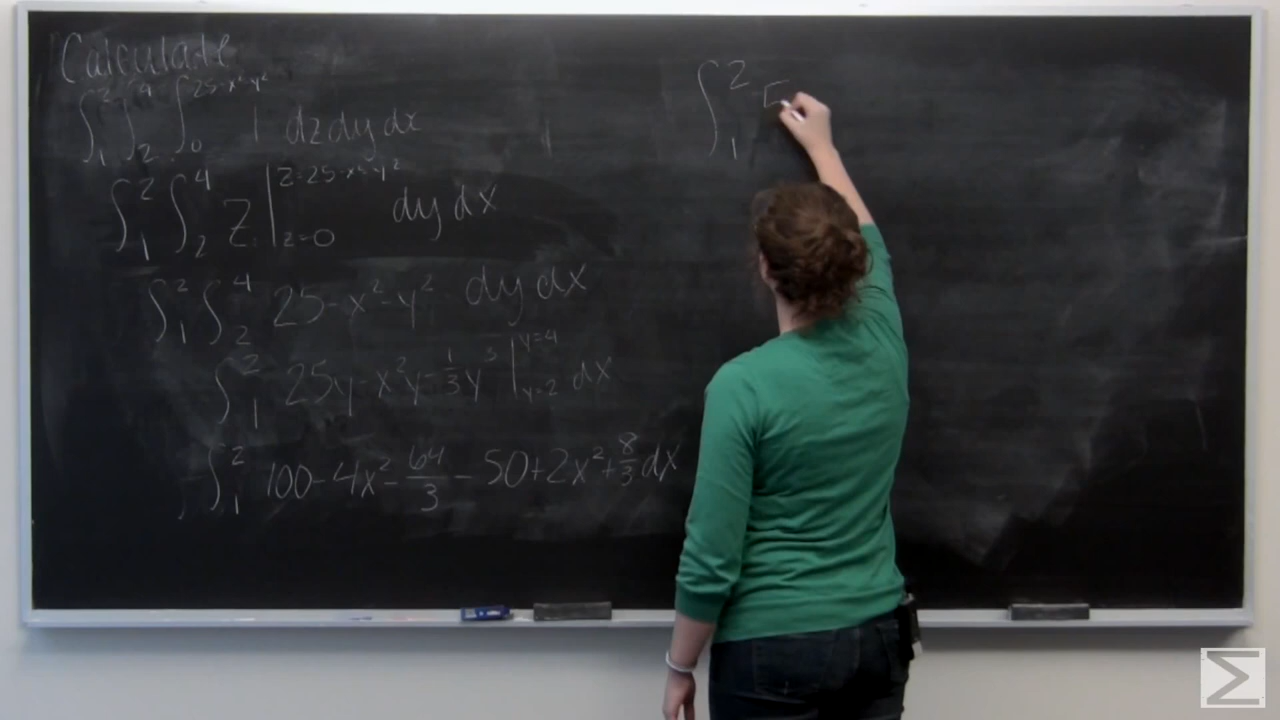 Calculate
∫₁² ∫₂⁴ ∫₀^(25-x²-y²) 1 dz dy dx
∫₁² ∫₂⁴ z |_(z=0)^(z=25-x²-y²) dy dx
∫₁² ∫₂⁴ 25-x²-y² dy dx
∫₁² 25y-x²y-1/3 y³ |_(y=2)^(y=4) dx
∫₁² 100-4x²-64/3-50+2x²+8/3 dx
∫₁² 5
Σ